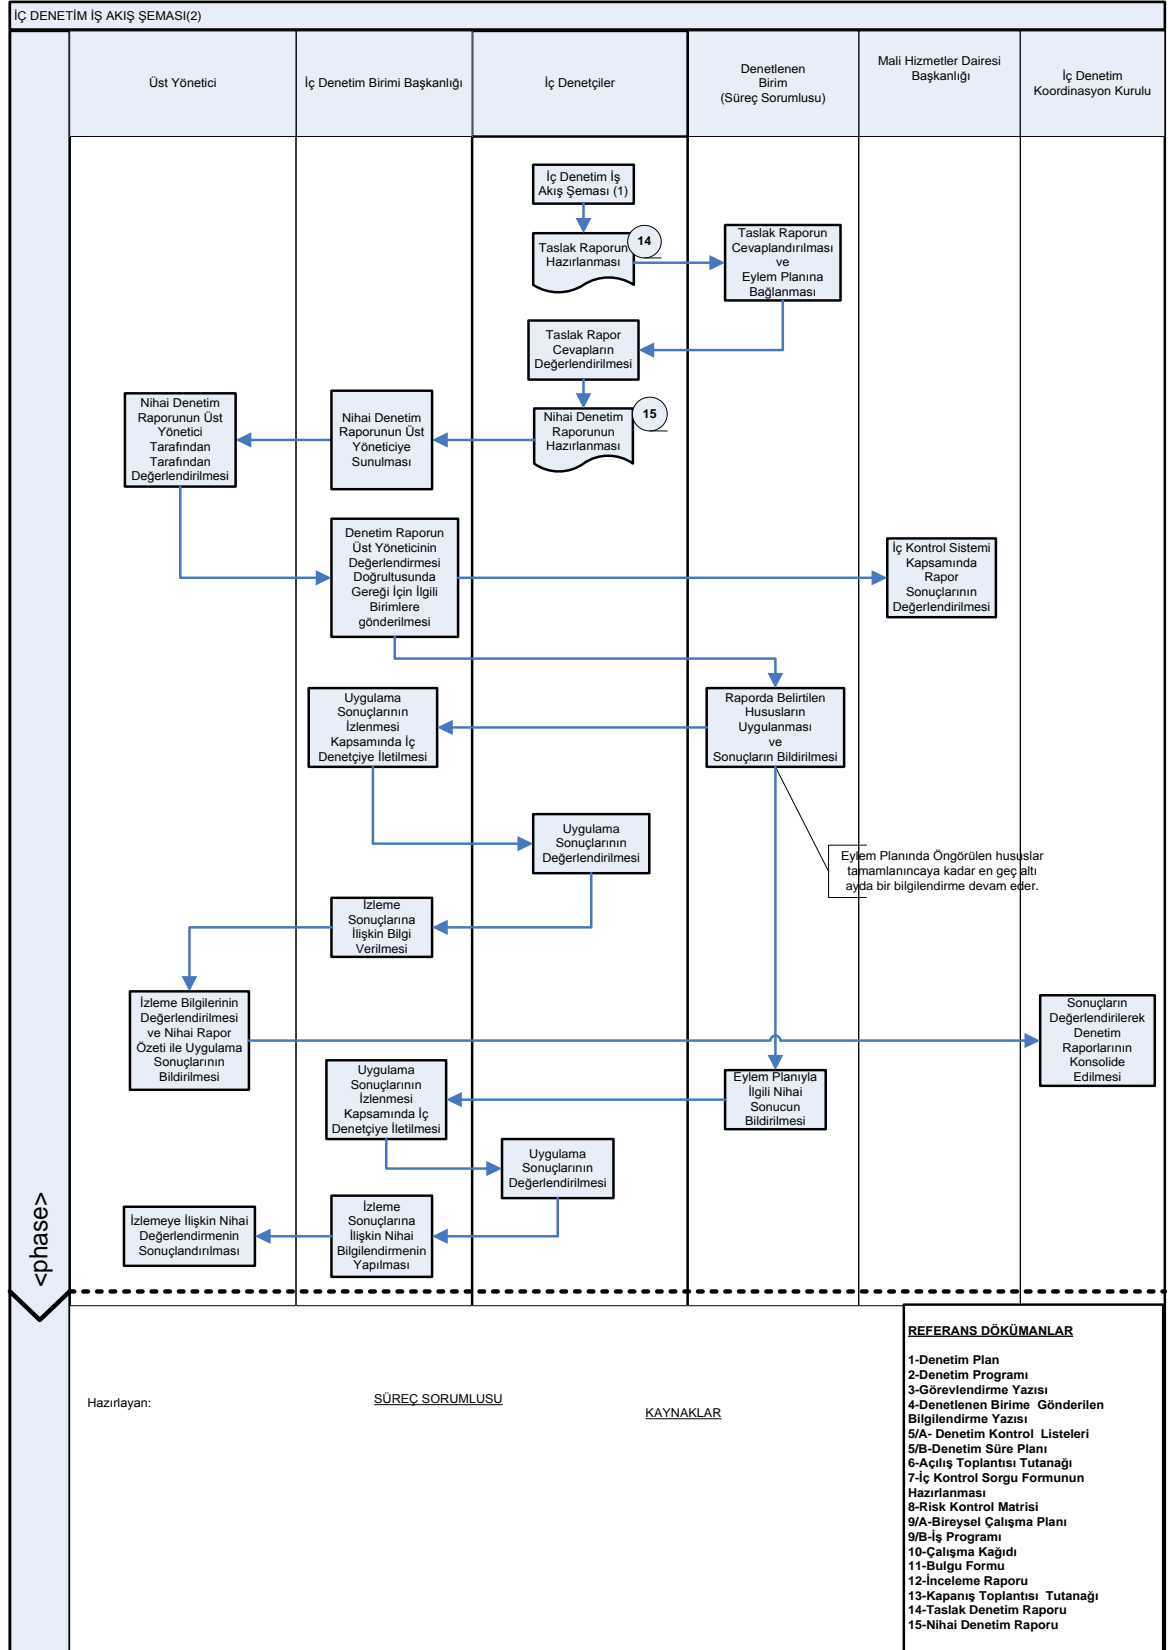 İÇ DENETİM İŞ AKIŞ ŞEMASI(2)
Üst Yönetici
İç Denetim Birimi Başkanlığı
İç Denetçiler
Denetlenen
Birim
(Süreç Sorumlusu)
Mali Hizmetler Dairesi
Başkanlığı
İç Denetim
Koordinasyon Kurulu
İç Denetim İş
Akış Şeması (1)
Taslak Raporun
Hazırlanması
14
Taslak Raporun
Cevaplandırılması
ve
Eylem Planına
Bağlanması
Taslak Rapor
Cevapların
Değerlendirilmesi
Nihai Denetim
Raporunun
Hazırlanması
15
Nihai Denetim
Raporunun Üst
Yöneticiye
Sunulması
Nihai Denetim
Raporunun Üst
Yönetici
Tarafından
Tarafından
Değerlendirilmesi
Denetim Raporun
Üst Yöneticinin
Değerlendirmesi
Doğrultusunda
Gereği İçin İlgili
Birimlere
gönderilmesi
İç Kontrol Sistemi
Kapsamında
Rapor
Sonuçlarının
Değerlendirilmesi
Raporda Belirtilen
Hususların
Uygulanması
ve
Sonuçların Bildirilmesi
Uygulama
Sonuçlarının
İzlenmesi
Kapsamında İç
Denetçiye İletilmesi
Uygulama
Sonuçlarının
Değerlendirilmesi
Eylem Planında Öngörülen hususlar
tamamlanıncaya kadar en geç altı
ayda bir bilgilendirme devam eder.
İzleme
Sonuçlarına
İlişkin Bilgi
Verilmesi
İzleme Bilgilerinin
Değerlendirilmesi
ve Nihai Rapor
Özeti ile Uygulama
Sonuçlarının
Bildirilmesi
Sonuçların
Değerlendirilerek
Denetim
Raporlarının
Konsolide
Edilmesi
Eylem Planıyla
İlgili Nihai
Sonucun
Bildirilmesi
Uygulama
Sonuçlarının
İzlenmesi
Kapsamında İç
Denetçiye İletilmesi
Uygulama
Sonuçlarının
Değerlendirilmesi
İzleme
Sonuçlarına
İlişkin Nihai
Bilgilendirmenin
Yapılması
İzlemeye İlişkin Nihai
Değerlendirmenin
Sonuçlandırılması
<phase>
Hazırlayan:
SÜREÇ SORUMLUSU
KAYNAKLAR
REFERANS DÖKÜMANLAR
1-Denetim Plan
2-Denetim Programı
3-Görevlendirme Yazısı
4-Denetlenen Birime Gönderilen
Bilgilendirme Yazısı
5/A- Denetim Kontrol Listeleri
5/B-Denetim Süre Planı
6-Açılış Toplantısı Tutanağı
7-İç Kontrol Sorgu Formunun
Hazırlanması
8-Risk Kontrol Matrisi
9/A-Bireysel Çalışma Planı
9/B-İş Programı
10-Çalışma Kağıdı
11-Bulgu Formu
12-İnceleme Raporu
13-Kapanış Toplantısı Tutanağı
14-Taslak Denetim Raporu
15-Nihai Denetim Raporu